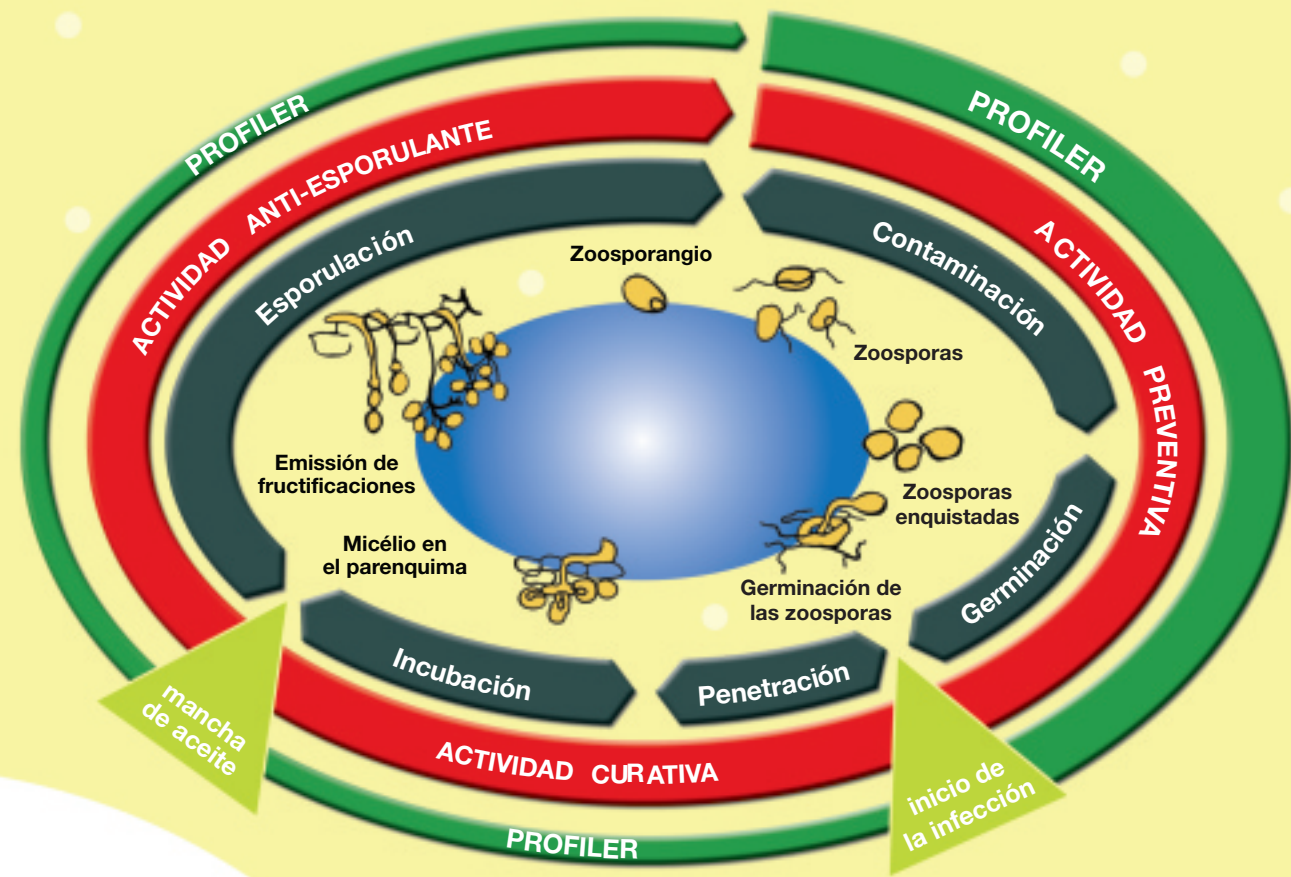 PROFILER
ACTIVIDAD ANTI-ESPORULANTE
Esporulación
PROFILER
ACTIVIDAD PREVENTIVA
Contaminación
Zoosporangio
Zoosporas
Zoosporas
enquistadas
Germinación
Germinación de
las zoosporas
Emissión de
fructificaciones
Micélio en
el parenquima
Incubación
Penetración
ACTIVIDAD CURATIVA
PROFILER
mancha
de aceite
inicio de
la infección